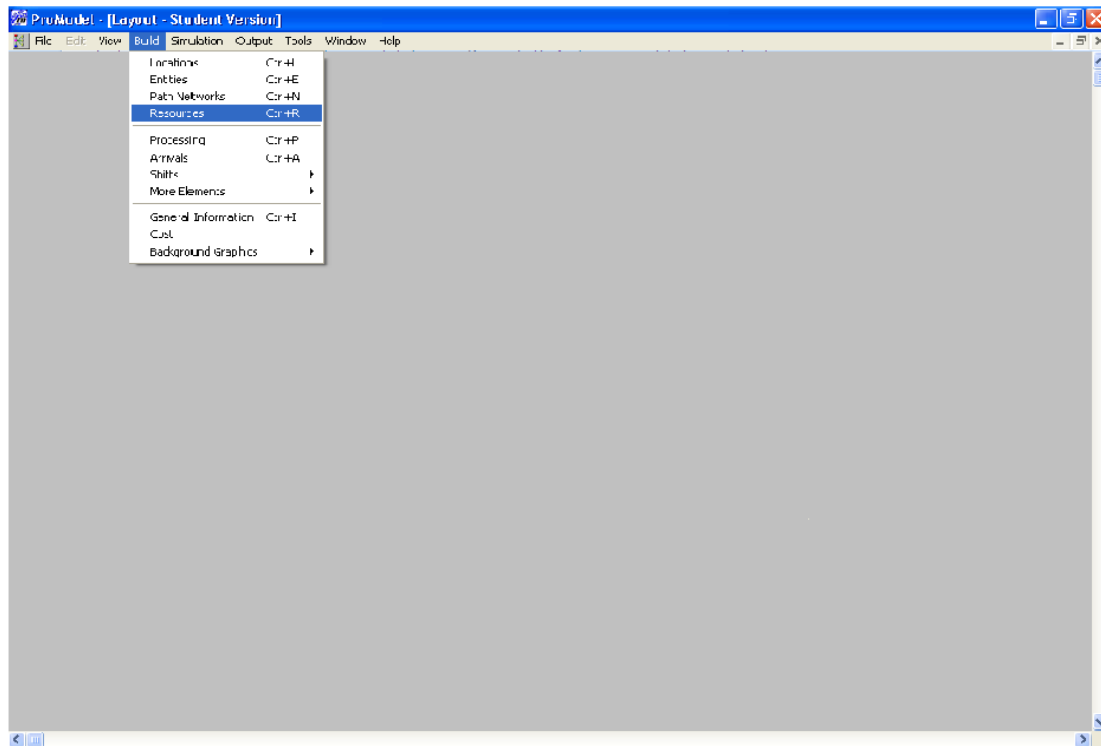 ProModel - [Layout - Student Version]
File Edit View Build Simulation Output Tools Window Help
Locations Ctrl+L
Entities Ctrl+E
Path Networks Ctrl+N
Resources Ctrl+R
Processing Ctrl+P
Arrivals Ctrl+A
Shifts
More Elements
General Information Ctrl+I
Cost
Background Graphics